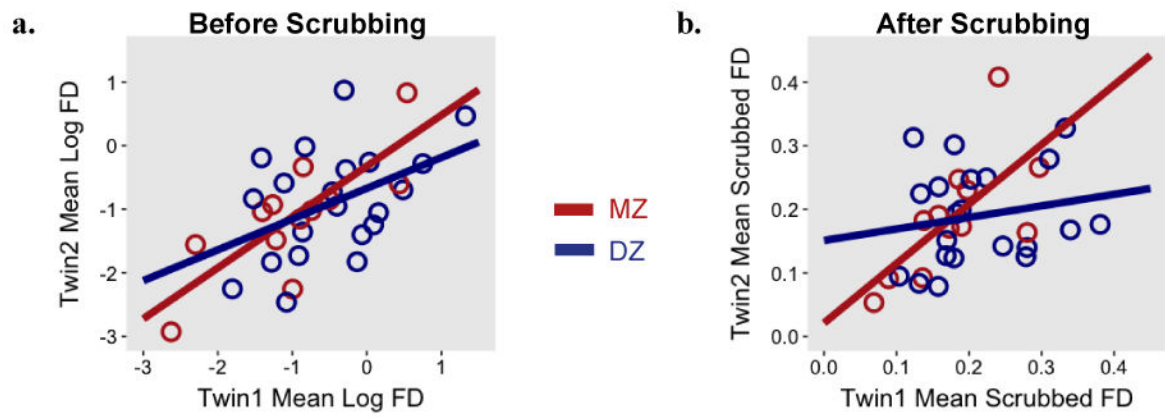 a.
Before Scrubbing
Twin2 Mean Log FD
1
0
-1
-2
-3
-3 -2 -1 0 1
Twin1 Mean Log FD
MZ
DZ
b.
After Scrubbing
Twin2 Mean Scrubbed FD
0.4
0.3
0.2
0.1
0.0
0.0 0.1 0.2 0.3 0.4
Twin1 Mean Scrubbed FD